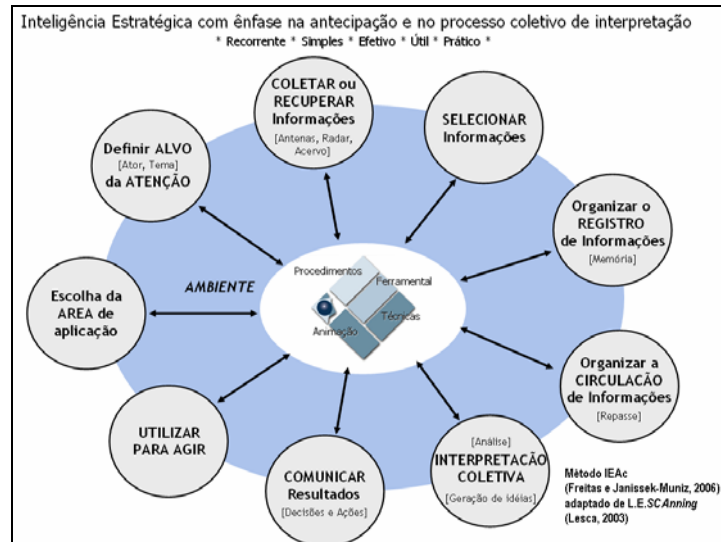 Inteligência Estratégica com ênfase na antecipação e no processo coletivo de interpretação
* Recorrente * Simples * Efetivo * Útil * Prático *
COLETAR ou
RECUPERAR
Informações
[Antenas, Radar,
Acervo]
SELECIONAR
Informações
Definir ALVO
[Ator, Tema]
da ATENÇÃO
Organizar o
REGISTRO
de Informações
[Memória]
AMBIENTE
Procedimentos
Ferramental
Animação
Técnicas
Escolha da
AREA de
aplicação
Organizar a
CIRCULACÃO
de Informações
[Repasse]
UTILIZAR
PARA AGIR
COMUNICAR
Resultados
[Decisões e Ações]
[Análise]
INTERPRETACÃO
COLETIVA
[Geração de idéias]
Método IEAc
(Freitas e Janissek-Muniz, 2006)
adaptado de L.E.SCAnning
(Lesca, 2003)